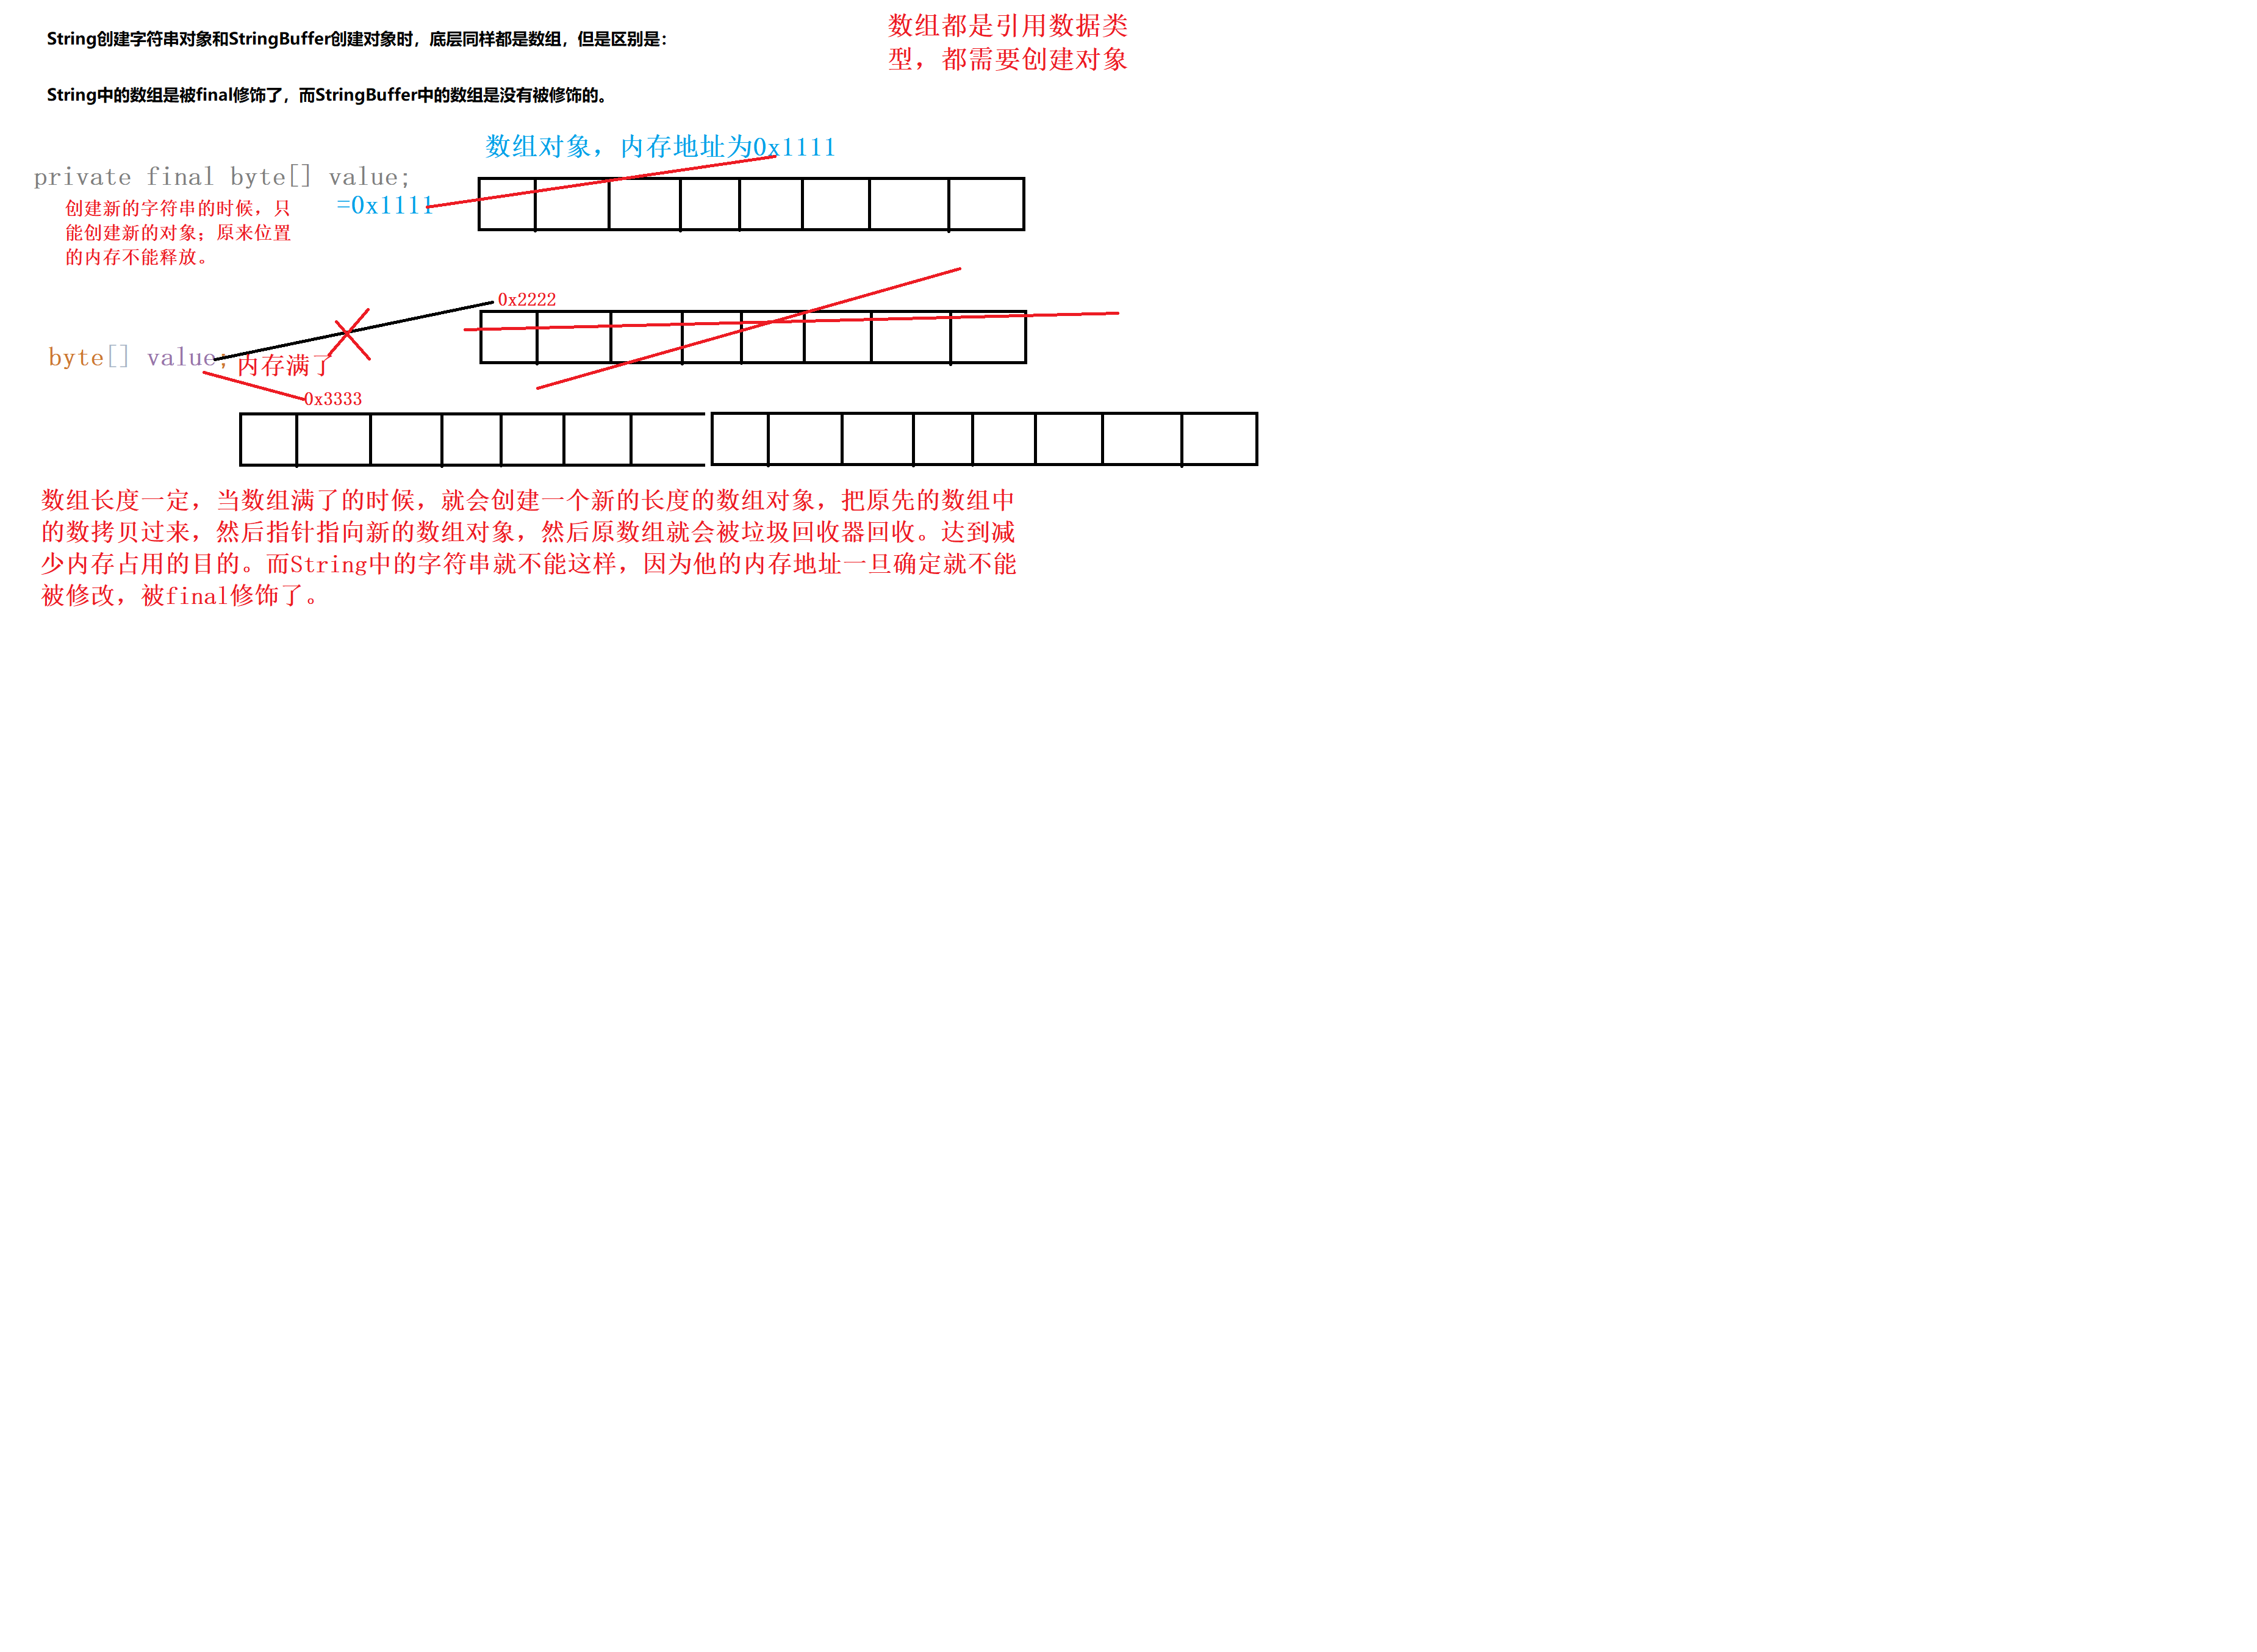 String创建字符串对象和StringBuffer创建对象时，底层同样都是数组，但是区别是：
数组都是引用数据类
型，都需要创建对象
String中的数组是被final修饰了，而StringBuffer中的数组是没有被修饰的。
数组对象，内存地址为0x1111
private final byte[] value;
=0x1111
创建新的字符串的时候，只
能创建新的对象；原来位置
的内存不能释放。
0x2222
byte[] value;
内存满了
0x3333
数组长度一定，当数组满了的时候，就会创建一个新的长度的数组对象，把原先的数组中
的数拷贝过来，然后指针指向新的数组对象，然后原数组就会被垃圾回收器回收。达到减
少内存占用的目的。而String中的字符串就不能这样，因为他的内存地址一旦确定就不能
被修改，被final修饰了。